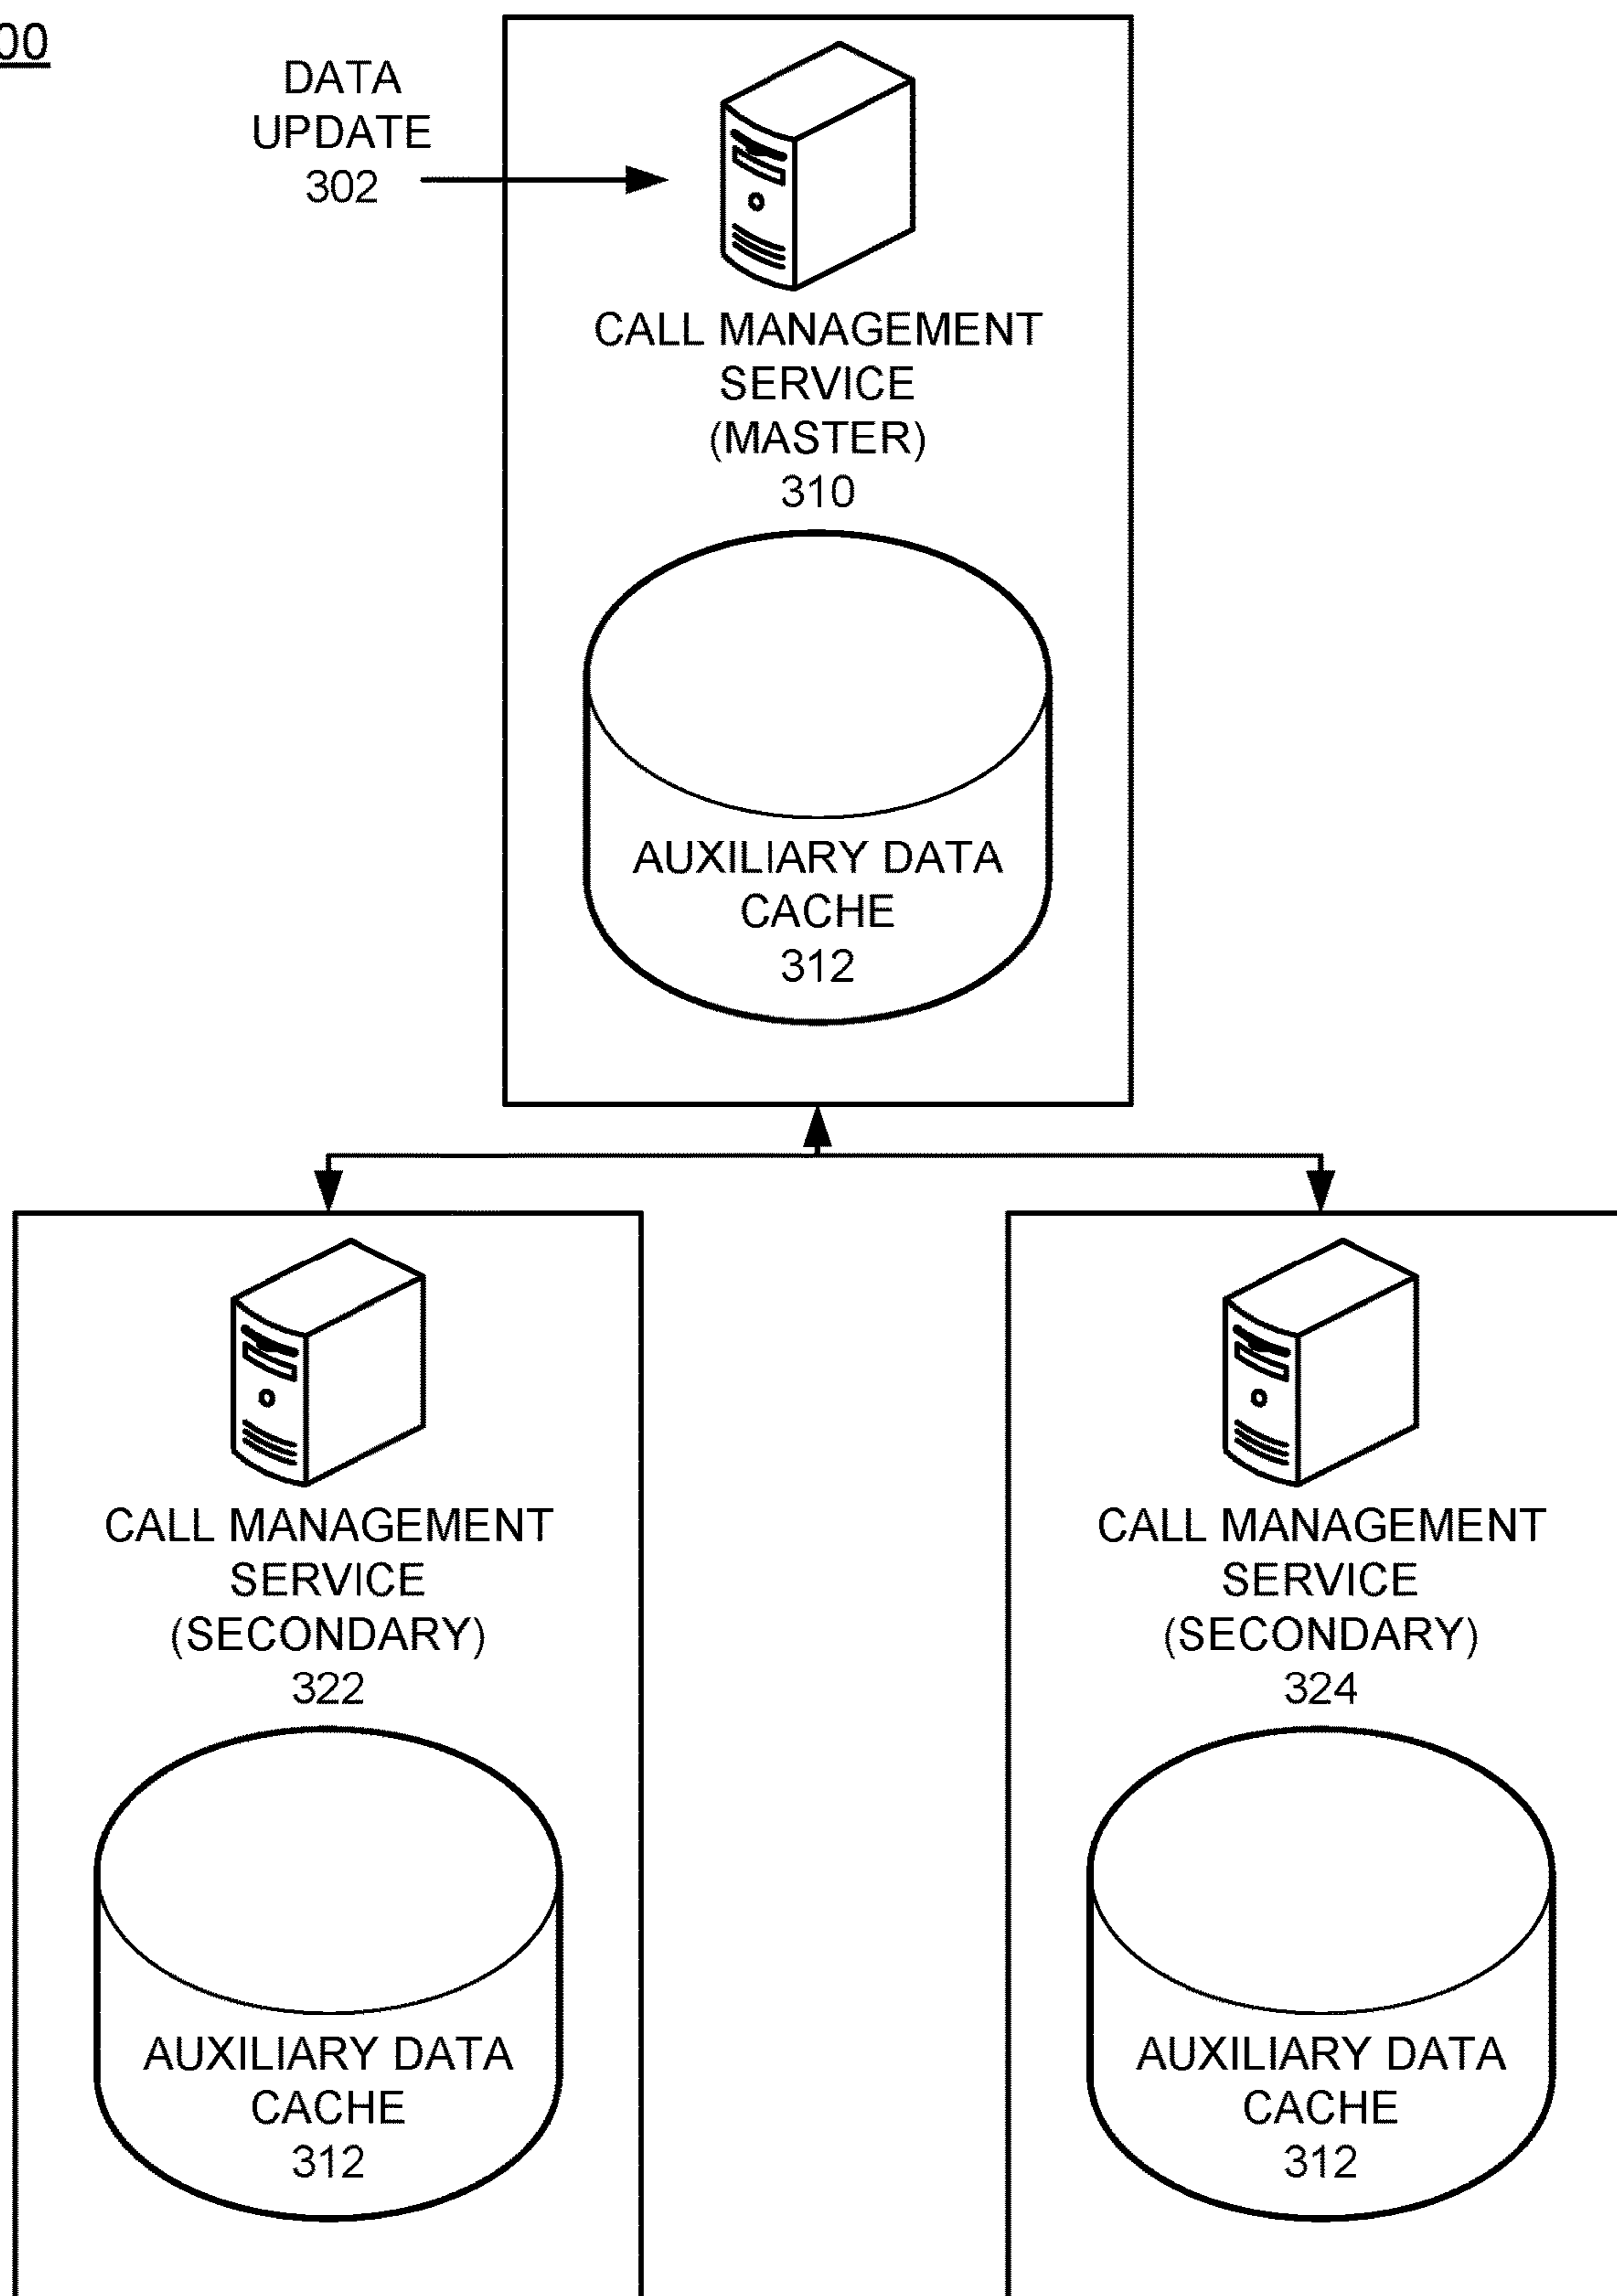 00
DATA
UPDATE
302
CALL MANAGEMENT
SERVICE
(MASTER)
310
AUXILIARY DATA
CACHE
312
CALL MANAGEMENT
SERVICE
(SECONDARY)
322
AUXILIARY DATA
CACHE
312
CALL MANAGEMENT
SERVICE
(SECONDARY)
324
AUXILIARY DATA
CACHE
312